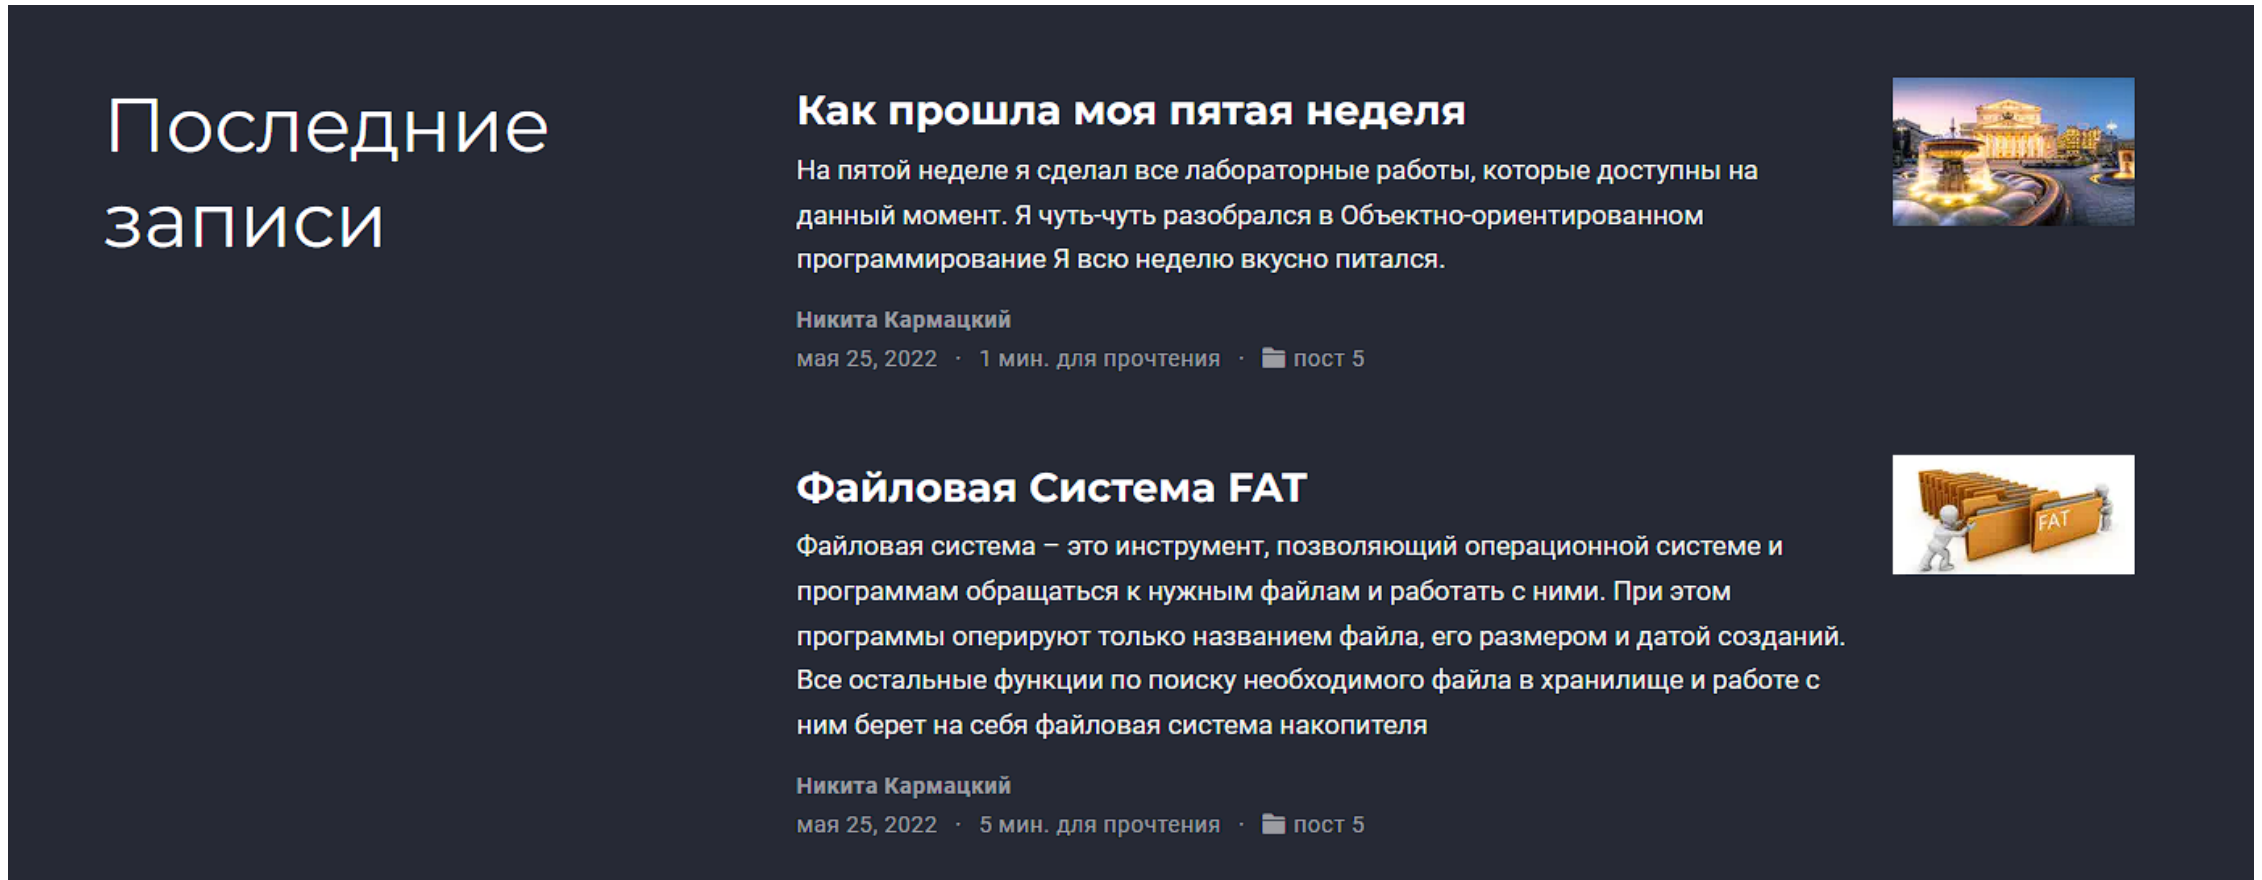 Последние
записи
Как прошла моя пятая неделя
На пятой неделе я сделал все лабораторные работы, которые доступны на
данный момент. Я чуть-чуть разобрался в Объектно-ориентированном
программирование Я всю неделю вкусно питался.
Никита Кармацкий
мая 25, 2022 · 1 мин. для прочтения · пост 5
Файловая Система FAT
Файловая система – это инструмент, позволяющий операционной системе и
программам обращаться к нужным файлам и работать с ними. При этом
программы оперируют только названием файла, его размером и датой созданий.
Все остальные функции по поиску необходимого файла в хранилище и работе с
ним берет на себя файловая система накопителя
FAT
Никита Кармацкий
мая 25, 2022 · 5 мин. для прочтения · пост 5